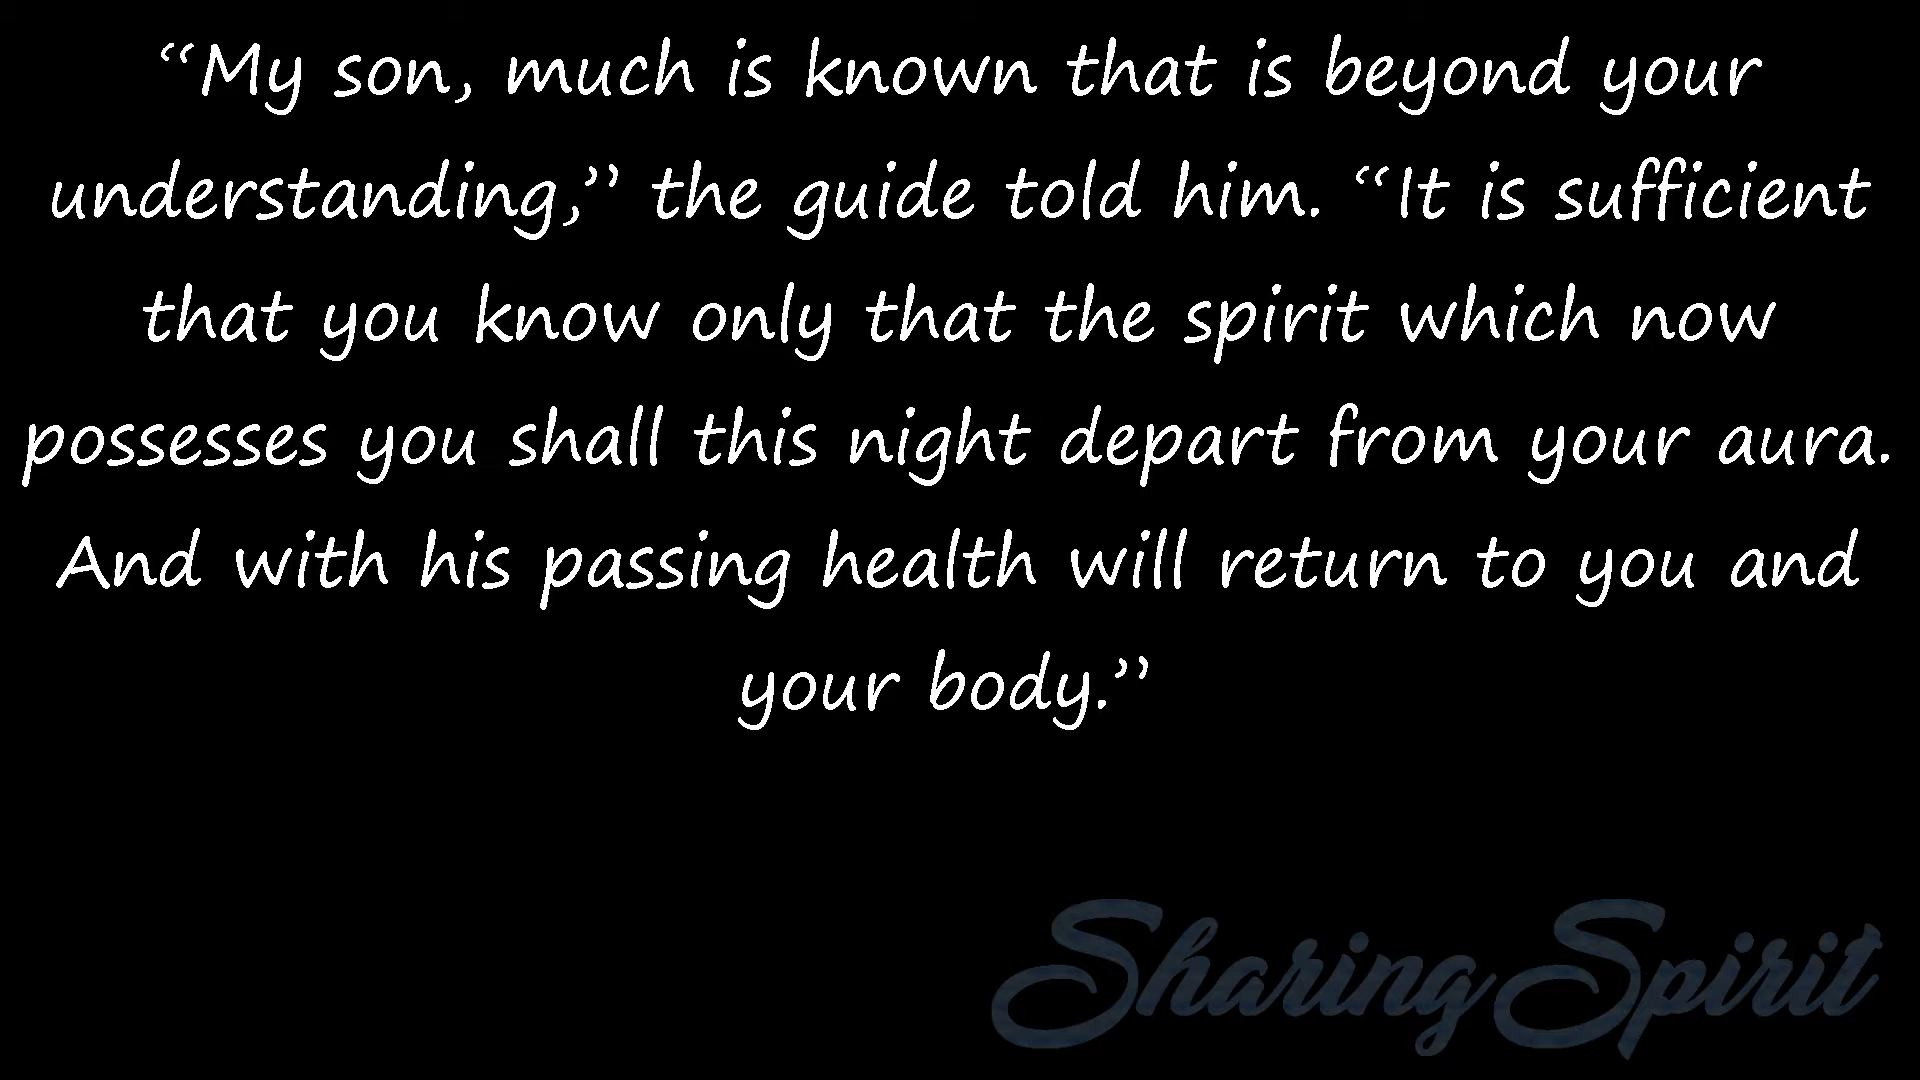 “My son, much is known that is beyond your
understanding,” the guide told him. “It is sufficient
that you know only that the spirit which now
possesses you shall this night depart from your aura.
And with his passing health will return to you and
your body.”
Sharing Spirit